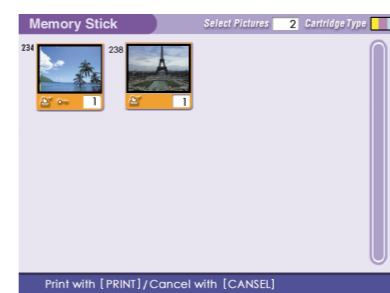 Memory Stick Select Pictures 2 Cartridge Type
234 238
1 1
Print with [PRINT]/Cancel with [CANSEL]